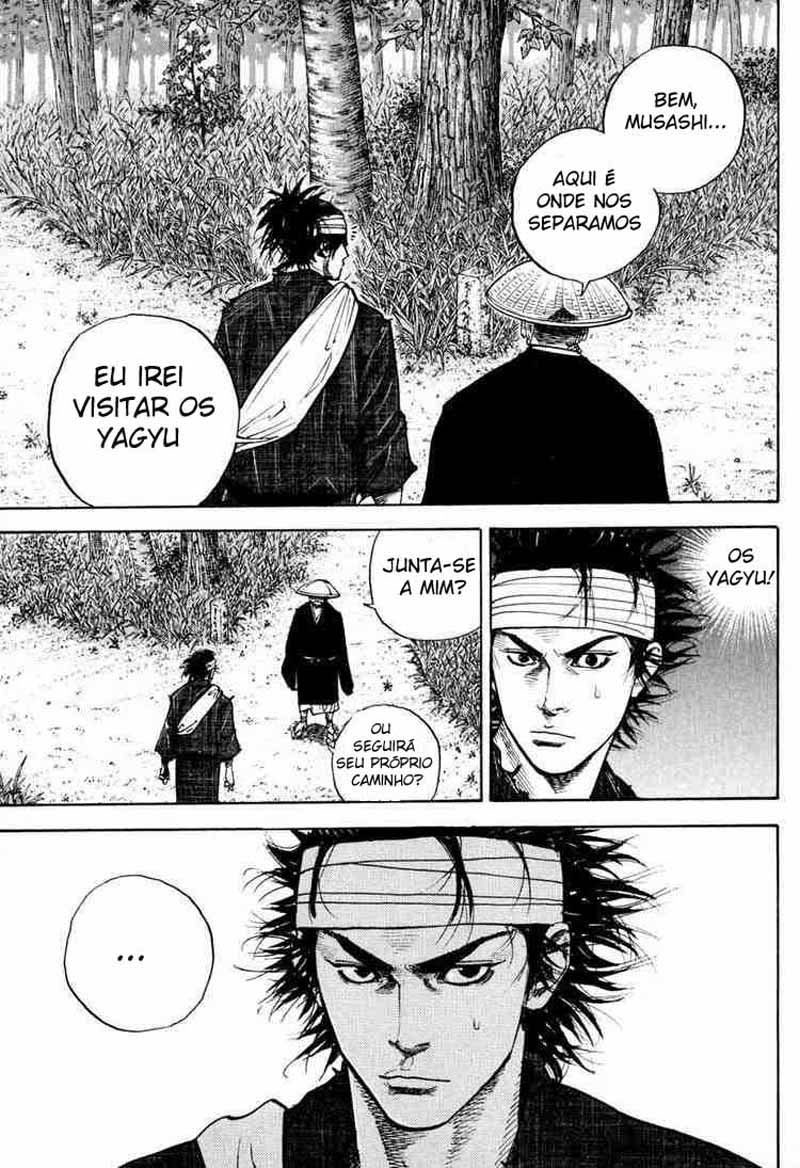 BEM,
MUSASHI...
AQUI É
ONDE NOS
SEPARAMOS
EU IREI
VISITAR OS
YAGYU
OS
YAGYU!
JUNTA-SE
A MIM?
OU
SEGUIRÁ
SEU PRÓPRIO
CAMINHO?
...